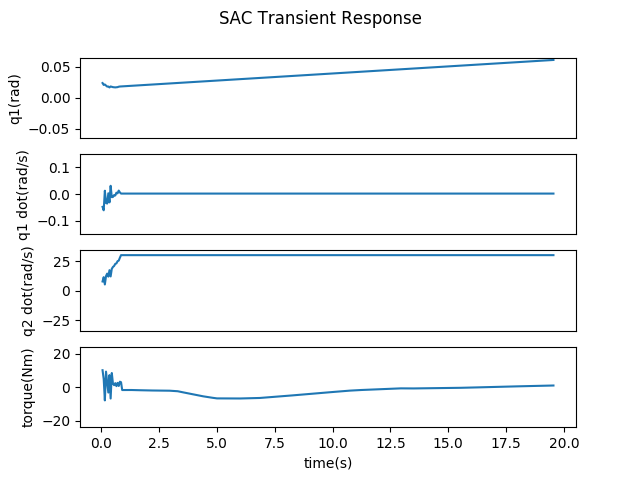 SAC Transient Response
q1(rad)
0.05
0.00
−0.05
q1 dot(rad/s)
0.1
0.0
−0.1
q2 dot(rad/s)
25
0
−25
torque(Nm)
20
0
−20
0.0 2.5 5.0 7.5 10.0 12.5 15.0 17.5 20.0
time(s)